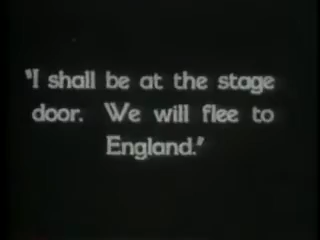 "I shall be at the stage
door. We will flee to
England."